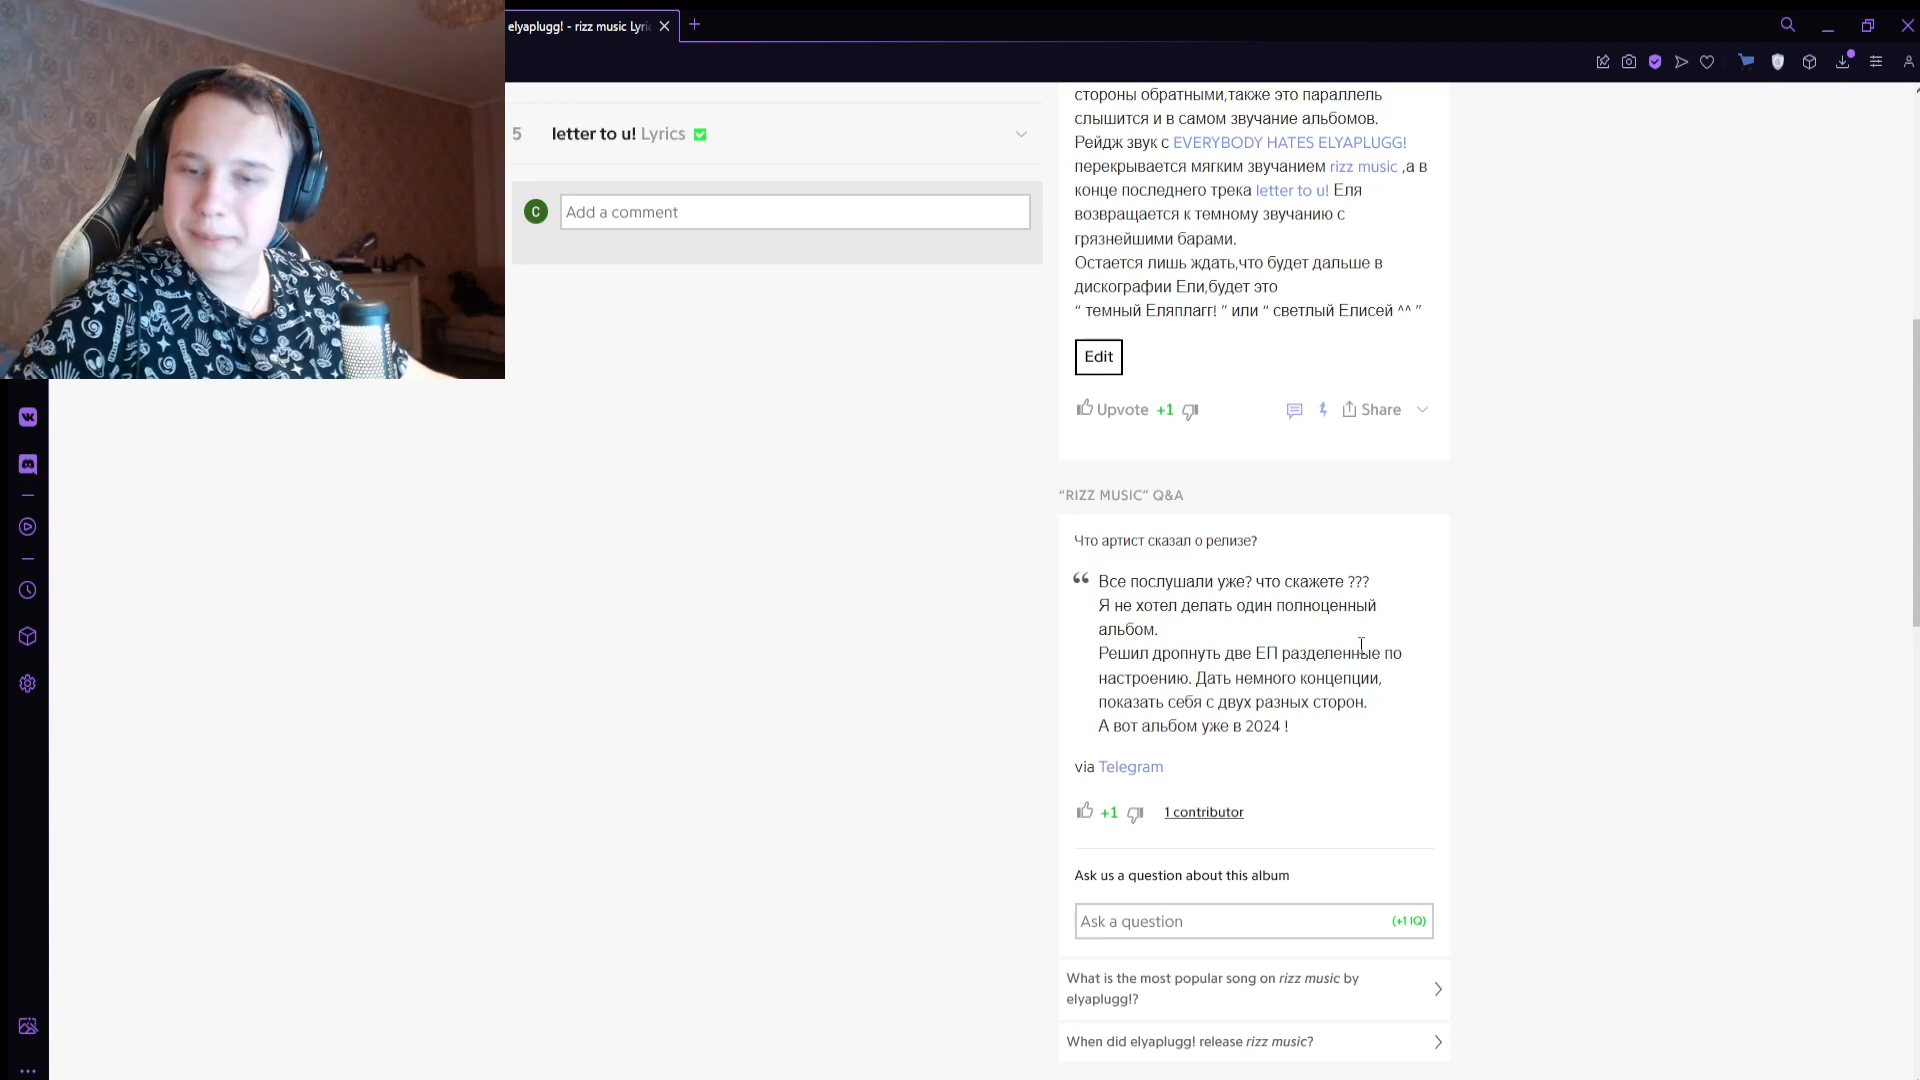 elyaplugg! - rizz music Lyri
5 letter to u! Lyrics
C Add a comment
стороны обратными,также это параллель
слышится и в самом звучание альбомов.
Рейдж звук с EVERYBODY HATES ELYAPLUGG!
перекрывается мягким звучанием rizz music ,а в
конце последнего трека letter to u! Еля
возвращается к темному звучанию с
грязнейшими барами.
Остается лишь ждать,что будет дальше в
дискографии Ели,будет это
“ темный Еляплагг! ” или “ светлый Елисей ^^ ”
Edit
Upvote +1 Share
“RIZZ MUSIC” Q&A
Что артист сказал о релизе?
“ Все послушали уже? что скажете ???
Я не хотел делать один полноценный
альбом.
Решил дропнуть две ЕП разделенные по
настроению. Дать немного концепции,
показать себя с двух разных сторон.
А вот альбом уже в 2024 !
via Telegram
+1 1 contributor
Ask us a question about this album
Ask a question (+1 IQ)
What is the most popular song on rizz music by
elyaplugg!?
When did elyaplugg! release rizz music?